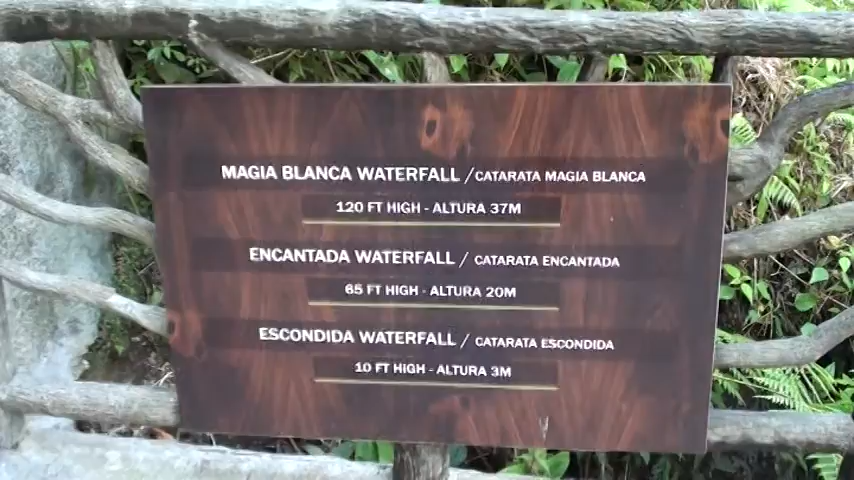 MAGIA BLANCA WATERFALL / CATARATA MAGIA BLANCA
120 FT HIGH - ALTURA 37M
ENCANTADA WATERFALL / CATARATA ENCANTADA
65 FT HIGH - ALTURA 20M
ESCONDIDA WATERFALL / CATARATA ESCONDIDA
10 FT HIGH - ALTURA 3M